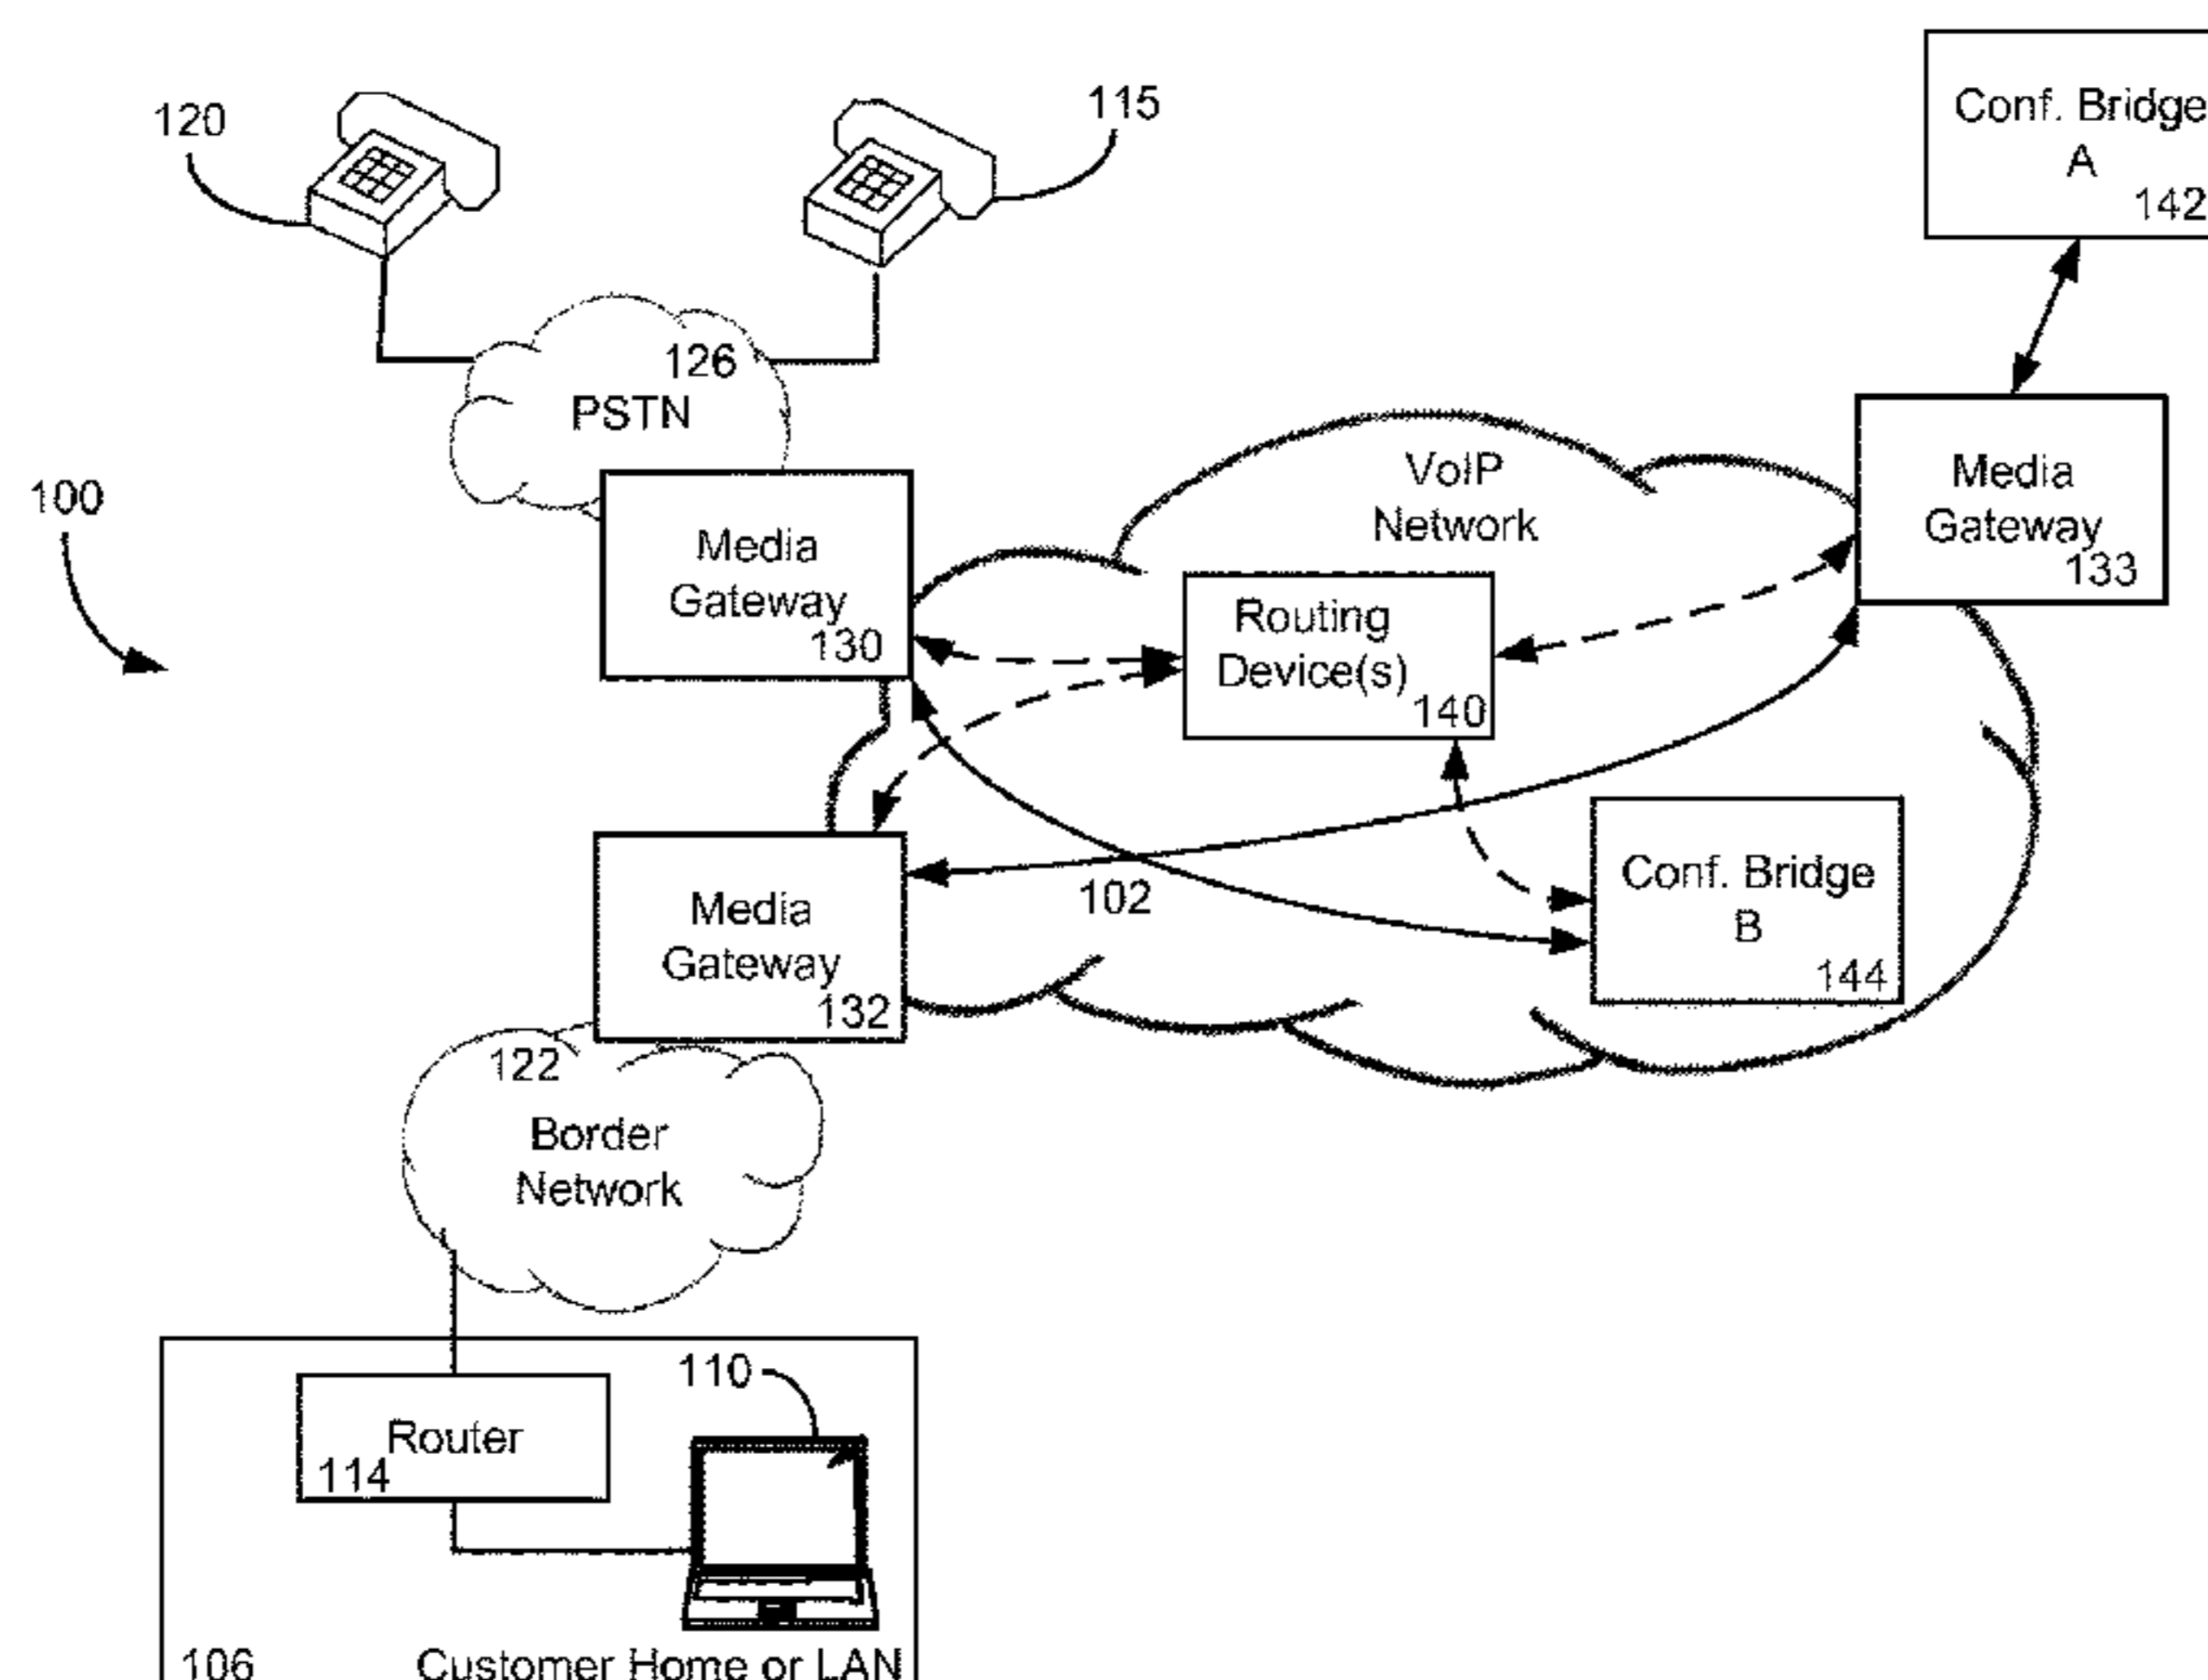 120
115
Conf. Bridge
A
142
126
PSTN
100
VoIP
Network
Media
Gateway
133
Media
Gateway
130
Routing
Device(s)
140
102
Conf. Bridge
B
144
Media
Gateway
132
122
Border
Network
110
Router
114
106
Customer Home or LAN